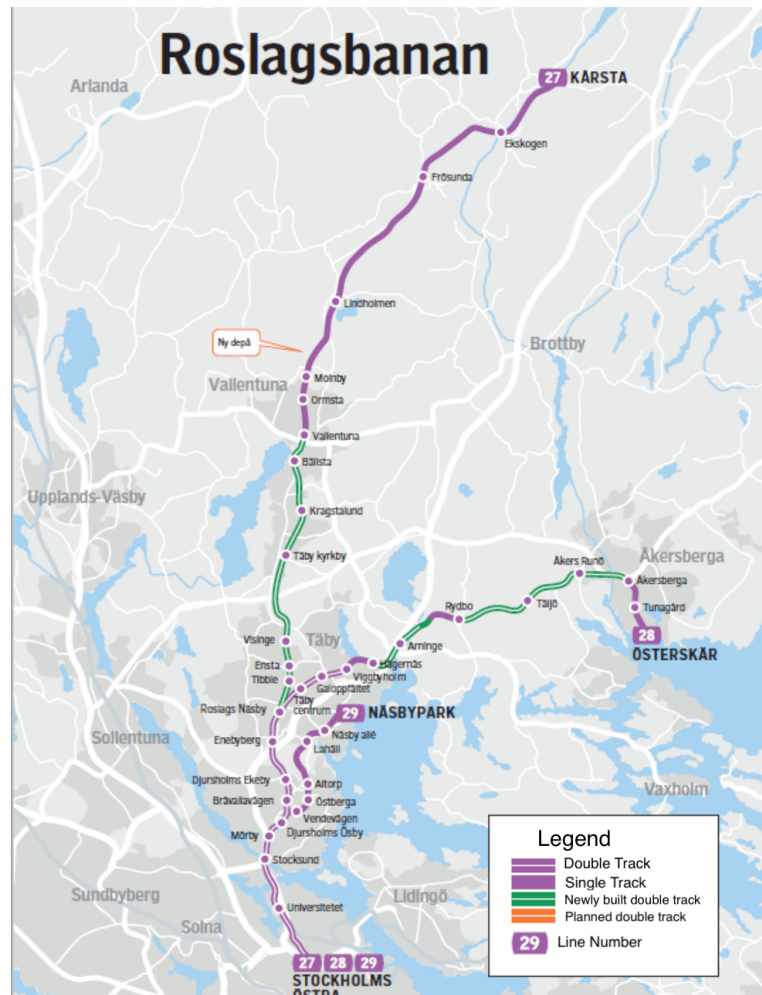 Roslagsbanan
27 KÅRSTA
Arlanda
Ekskogen
Frösunda
Lindholmen
Ny depå
Brottby
Vallentuna
Molnby
Ormsta
Vallentuna
Bällsta
Upplands-Väsby
Kragstalund
Täby kyrkby
Åkers Runö
Åkersberga
Åkersberga
Rydbo
Täljö
Tunagård
28
ÖSTERSKÄR
Visinge
Täby
Arninge
Ensta
Hägernäs
Tibble
Viggbyholm
Galoppfältet
Täby
centrum
Roslags Näsby
29 NÄSBYPARK
Sollentuna
Näsby allé
Enebyberg
Lahäll
Djursholms Ekeby
Altorp
Vaxholm
Bråvallavägen
Östberga
Vendevägen
Djursholms Ösby
Mörby
Stocksund
Sundbyberg
Lidingö
Universitetet
Solna
27 28 29
STOCKHOLMS
ÖSTRA
Legend
Double Track
Single Track
Newly built double track
Planned double track
29 Line Number